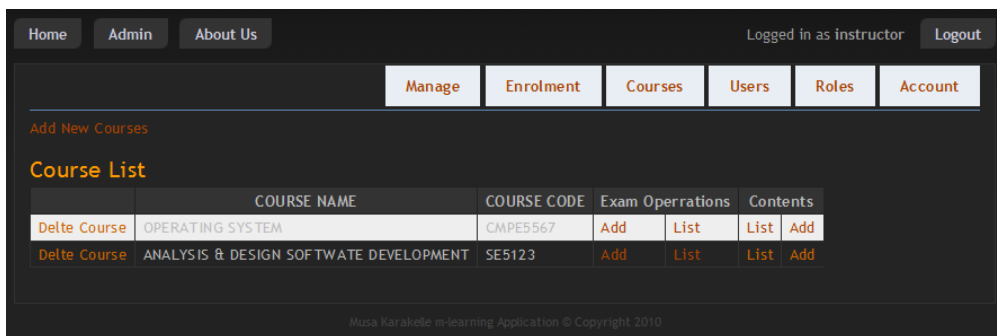 Home Admin About Us Logged in as instructor Logout
Manage Enrolment Courses Users Roles Account
Add New Courses
Course List
COURSE NAME COURSE CODE Exam Operrations Contents
Delte Course OPERATING SYSTEM CMPE5567 Add List List Add
Delte Course ANALYSIS & DESIGN SOFTWATE DEVELOPMENT SE5123 Add List List Add
Musa Karakelle m-learning Application © Copyright 2010